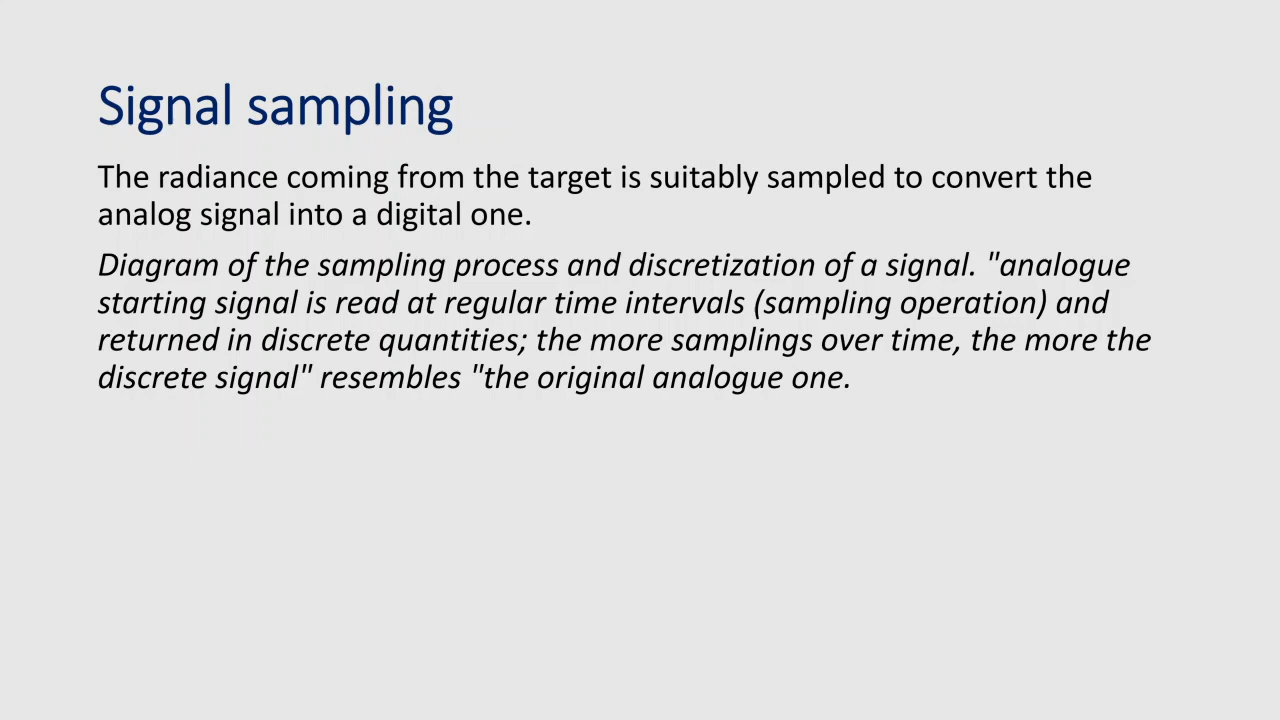 Signal sampling
The radiance coming from the target is suitably sampled to convert the
analog signal into a digital one.
Diagram of the sampling process and discretization of a signal. "analogue
starting signal is read at regular time intervals (sampling operation) and
returned in discrete quantities; the more samplings over time, the more the
discrete signal" resembles "the original analogue one.